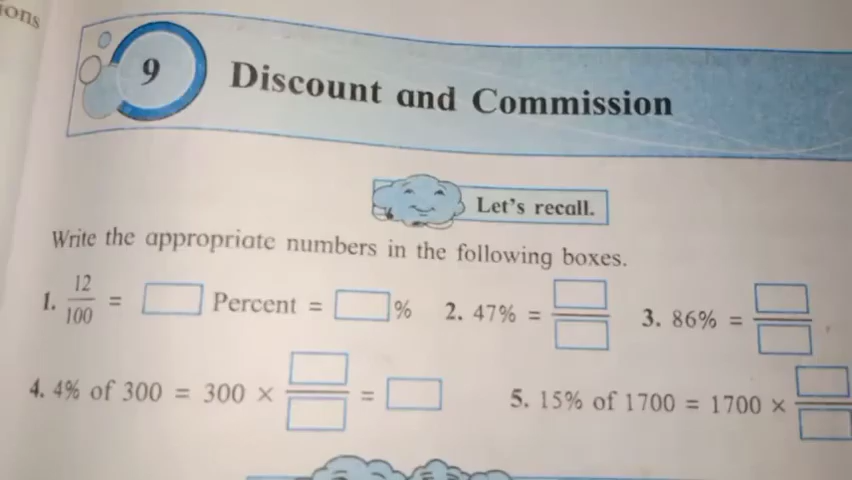 ions
9
Discount and Commission
Let's recall.
Write the appropriate numbers in the following boxes.
1. 12/100 = Percent = % 2. 47% = 3. 86% = ,
4. 4% of 300 = 300 × = 5. 15% of 1700 = 1700 ×